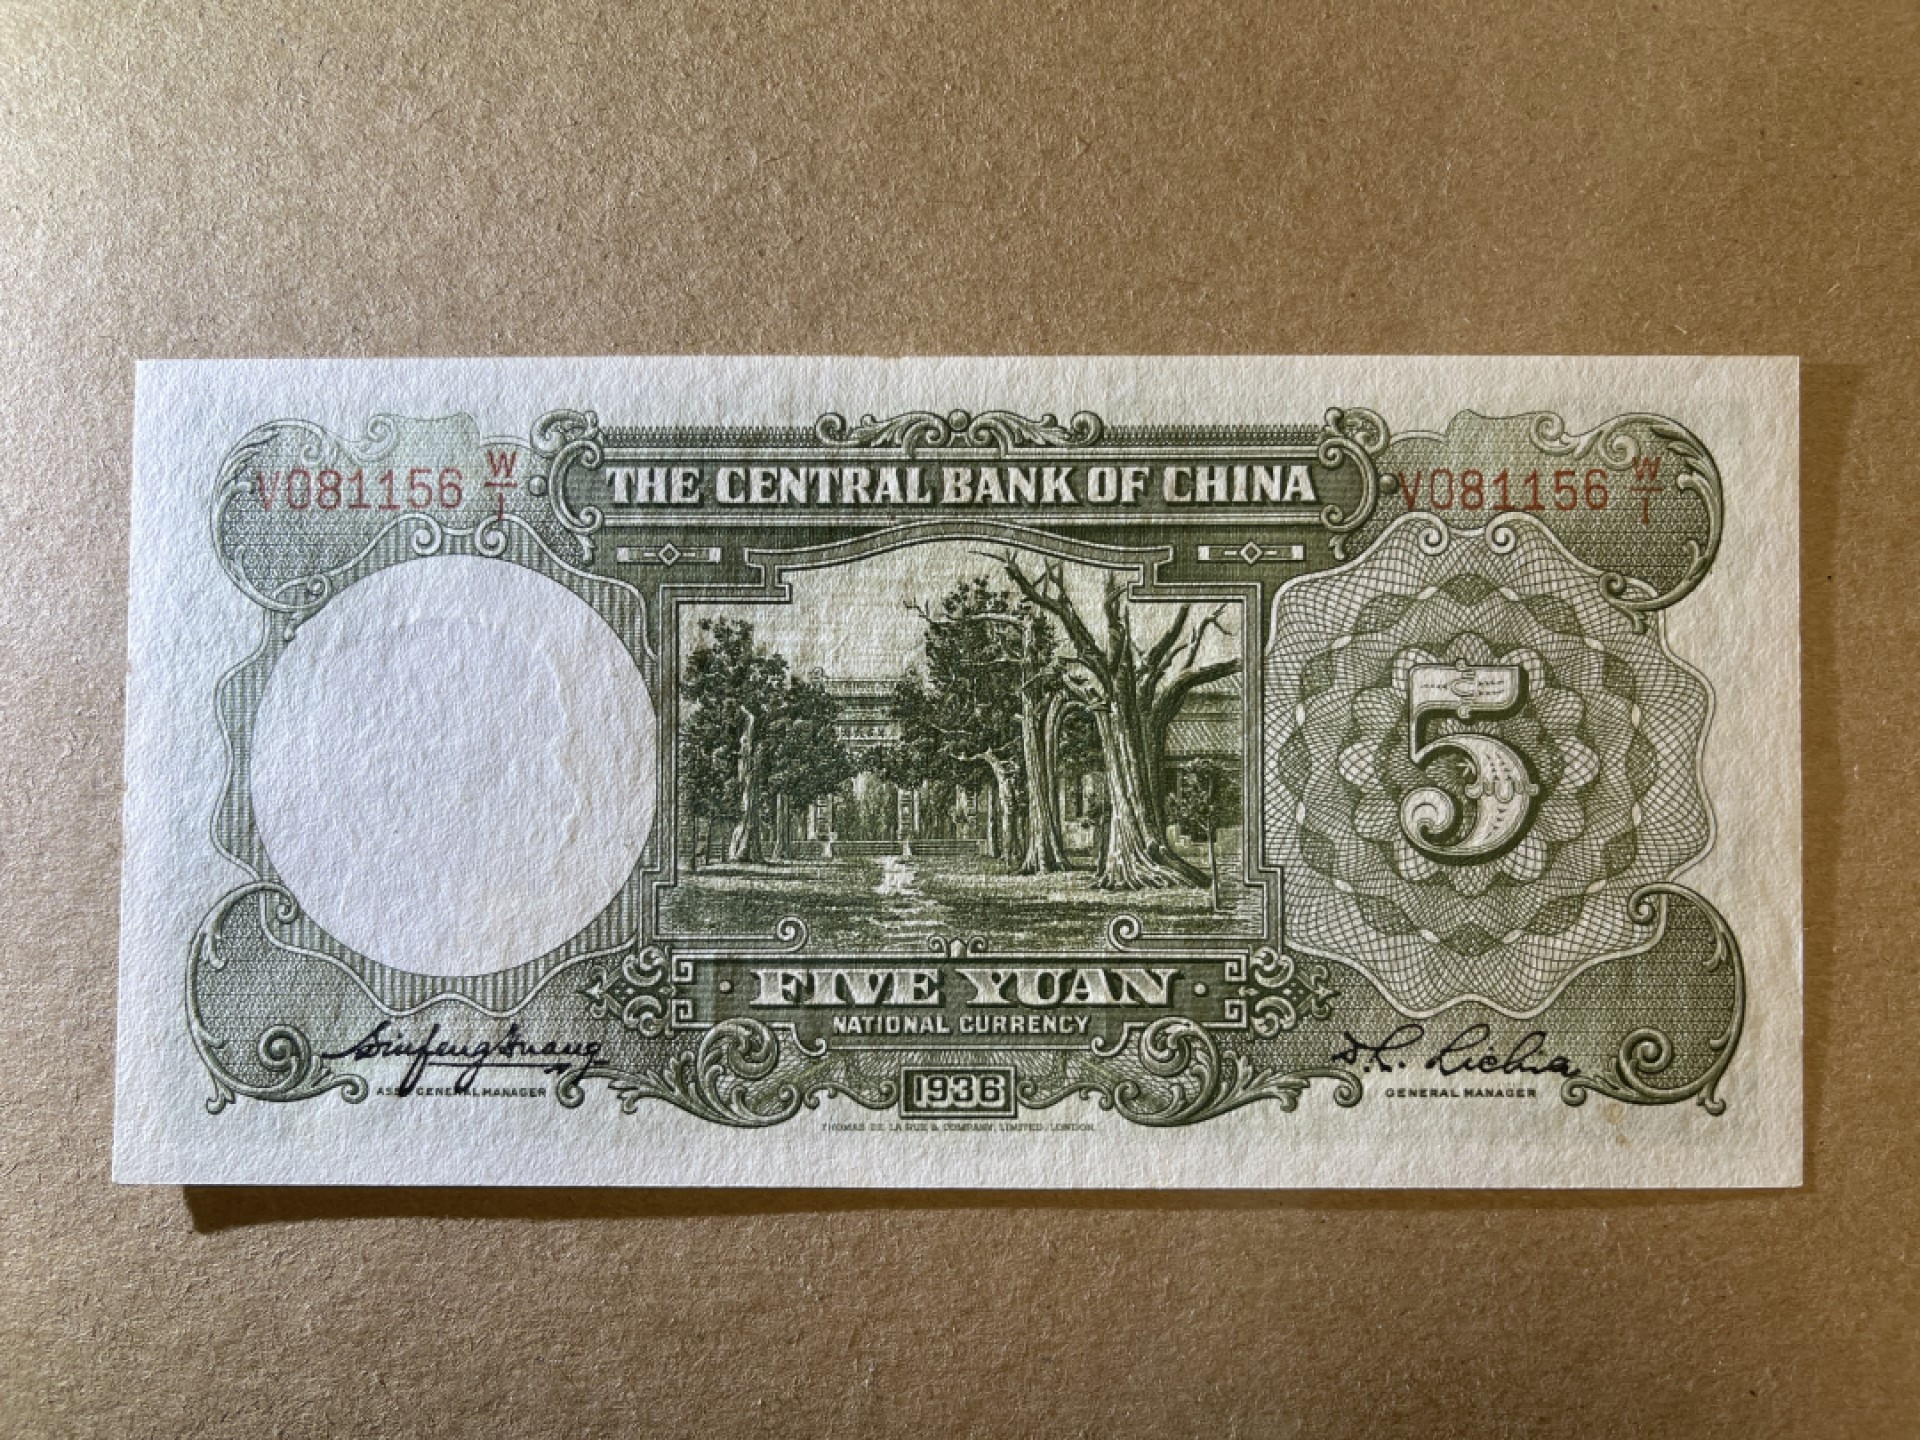 V081156 W/I THE CENTRAL BANK OF CHINA V081156 W/I
5
FIVE YUAN
NATIONAL CURRENCY
ASST GENERAL MANAGER
GENERAL MANAGER
1936
THOMAS DE LA RUE & COMPANY, LIMITED, LONDON.